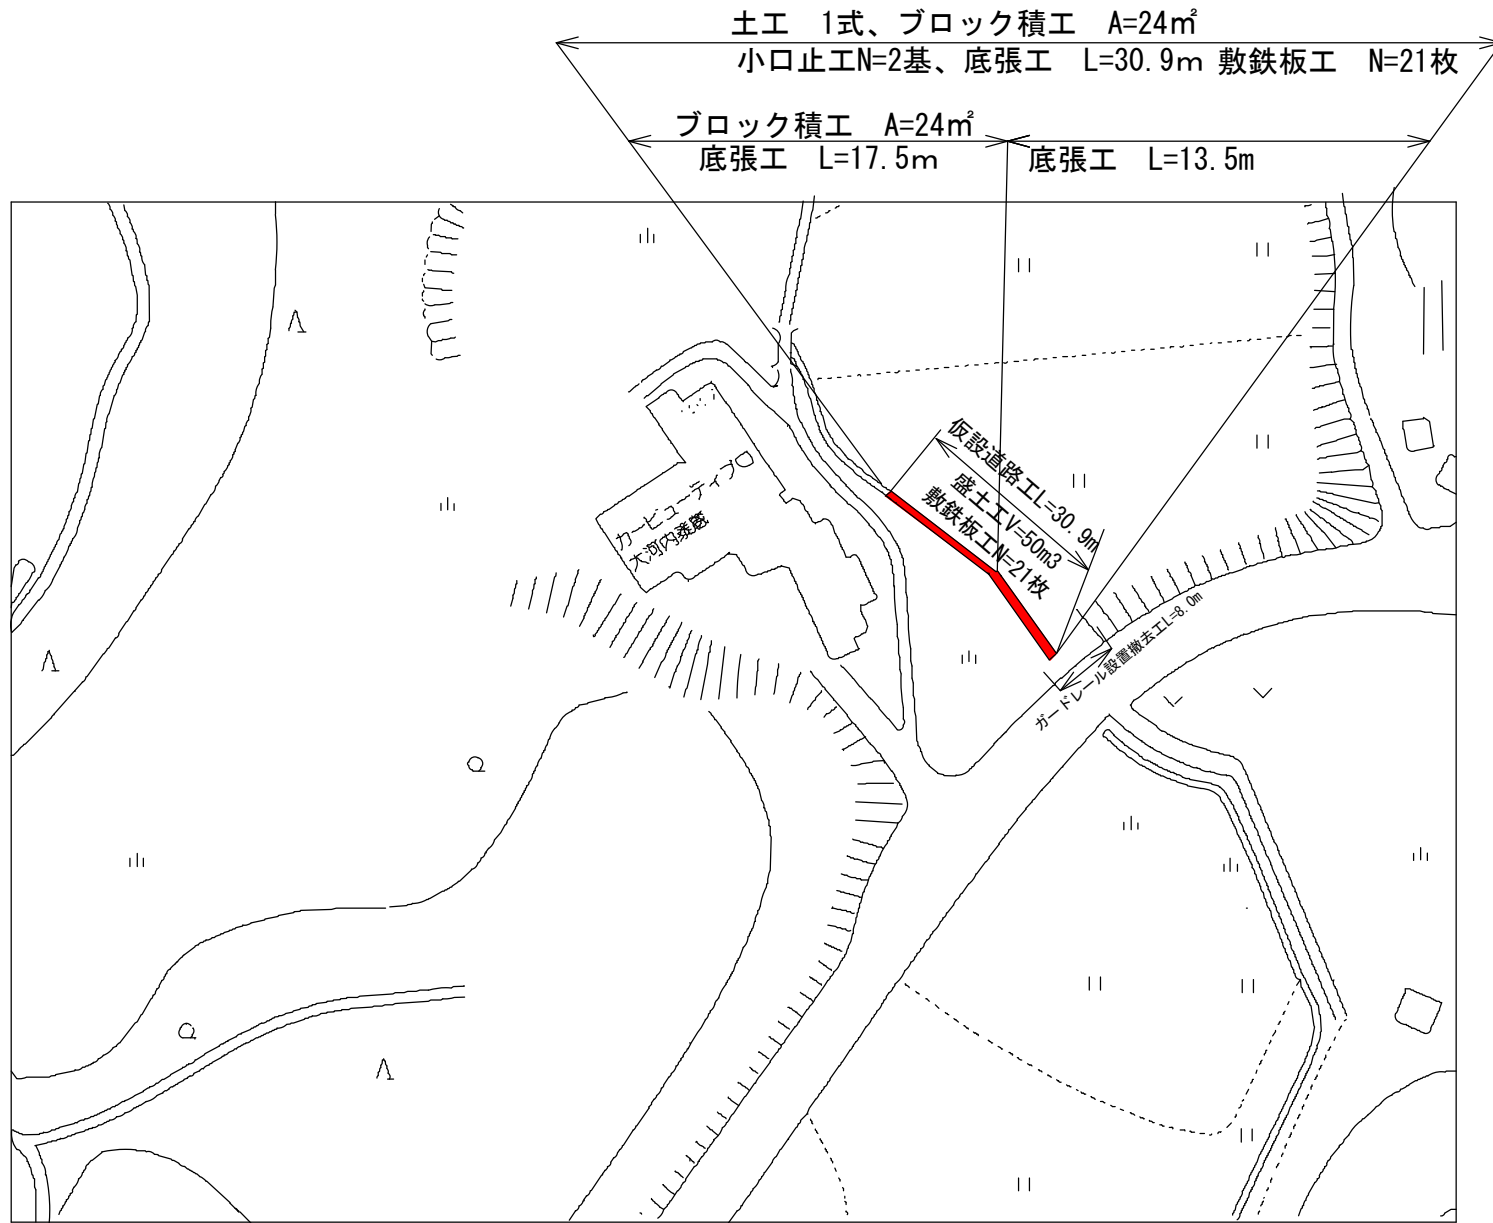 土工　1式、ブロック積工　A=24㎡
小口止工N=2基、底張工　L=30.9m 敷鉄板工　N=21枚
ブロック積工　A=24㎡
底張工　L=17.5m
底張工　L=13.5m
仮設道路工L=30.9m
盛土工V=50m3
敷鉄板工N=21枚
カービューティプロ
大河内
ガードレール設置撤去工L=8.0m